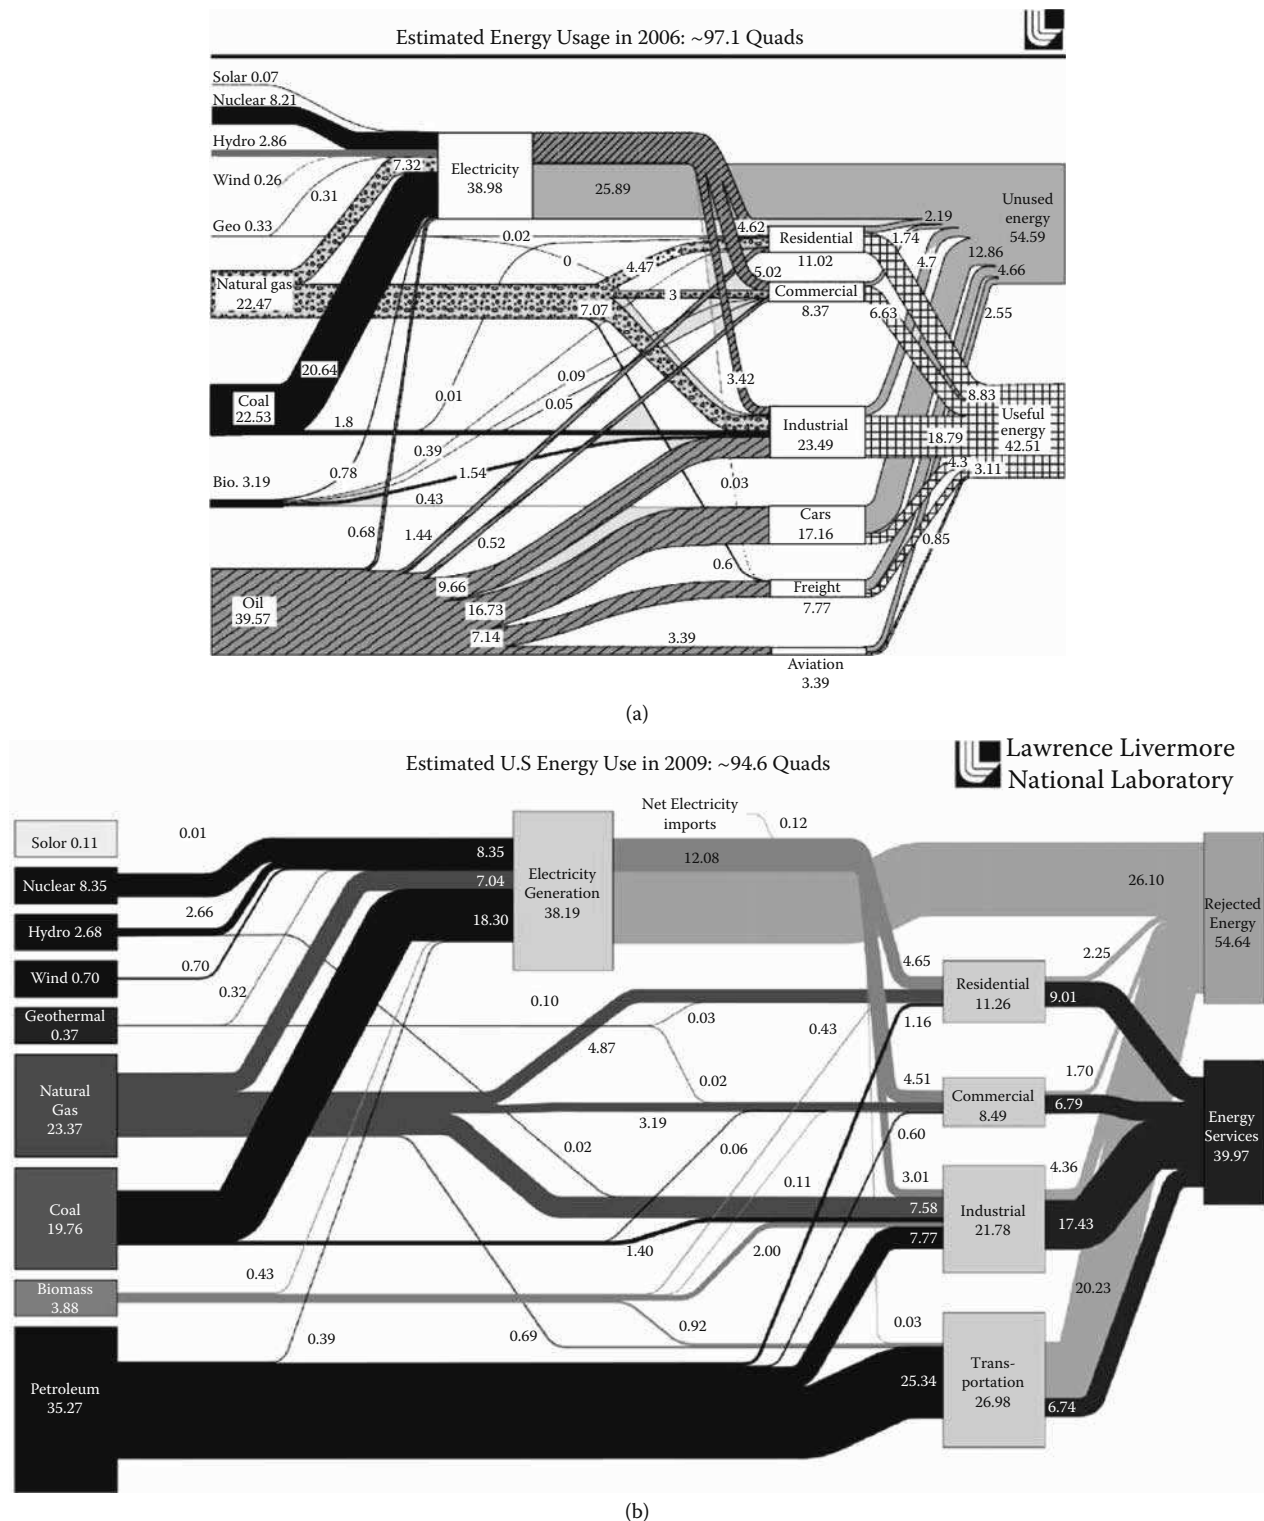 Estimated Energy Usage in 2006: ~97.1 Quads
Solar 0.07
Nuclear 8.21
Hydro 2.86
Wind 0.26
Geo 0.33
0.31
7.32
Electricity
38.98
25.89
Unused
energy
54.59
2.19
1.74
4.7
12.86
4.66
2.55
4.62
Residential
11.02
5.02
Commercial
8.37
6.63
0.02
0
4.47
3
7.07
Natural gas
22.47
20.64
Coal
22.53
1.8
0.01
0.09
0.05
3.42
Industrial
23.49
8.83
Useful
energy
42.51
18.79
4.3
3.11
0.39
1.54
0.78
Bio. 3.19
0.43
0.03
Cars
17.16
0.85
0.68
1.44
0.52
9.66
0.6
Freight
7.77
Oil
39.57
16.73
7.14
3.39
Aviation
3.39
(a)
Estimated U.S Energy Use in 2009: ~94.6 Quads
Lawrence Livermore
National Laboratory
Net Electricity
imports
0.12
Solor 0.11
0.01
Nuclear 8.35
8.35
7.04
18.30
Electricity
Generation
38.19
12.08
26.10
Rejected
Energy
54.64
Hydro 2.68
2.66
Wind 0.70
0.70
0.32
Geothermal
0.37
4.65
2.25
Residential
11.26
9.01
0.10
0.03
0.43
1.16
4.87
Natural
Gas
23.37
0.02
4.51
1.70
Commercial
8.49
6.79
3.19
0.02
0.06
0.60
Energy
Services
39.97
0.11
3.01
4.36
Coal
19.76
7.58
7.77
Industrial
21.78
17.43
1.40
2.00
0.43
Biomass
3.88
20.23
0.39
0.69
0.92
0.03
Petroleum
35.27
25.34
Trans-
portation
26.98
6.74
(b)